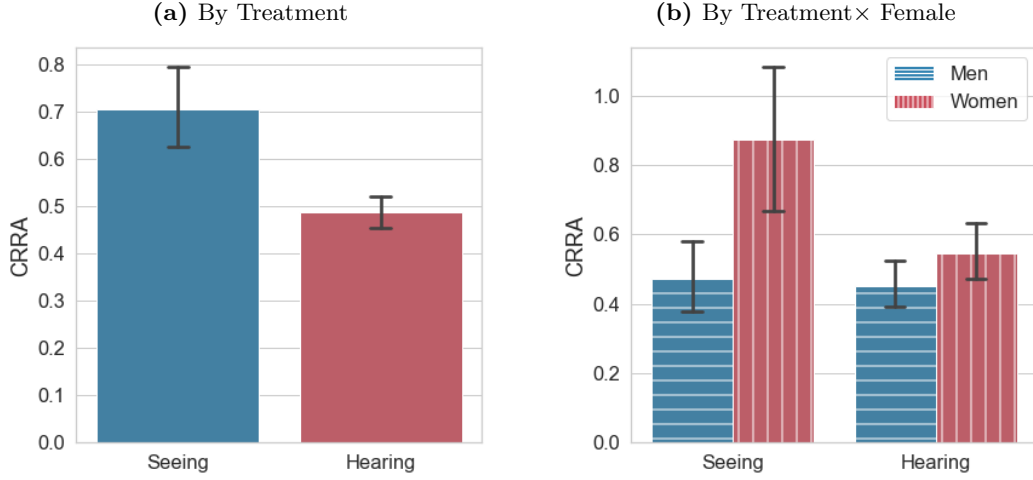 (a) By Treatment
0.8
0.7
0.6
0.5
0.4
0.3
0.2
0.1
0.0
CRRA
Seeing Hearing
(b) By Treatment× Female
Men
Women
1.0
0.8
0.6
0.4
0.2
0.0
CRRA
Seeing Hearing